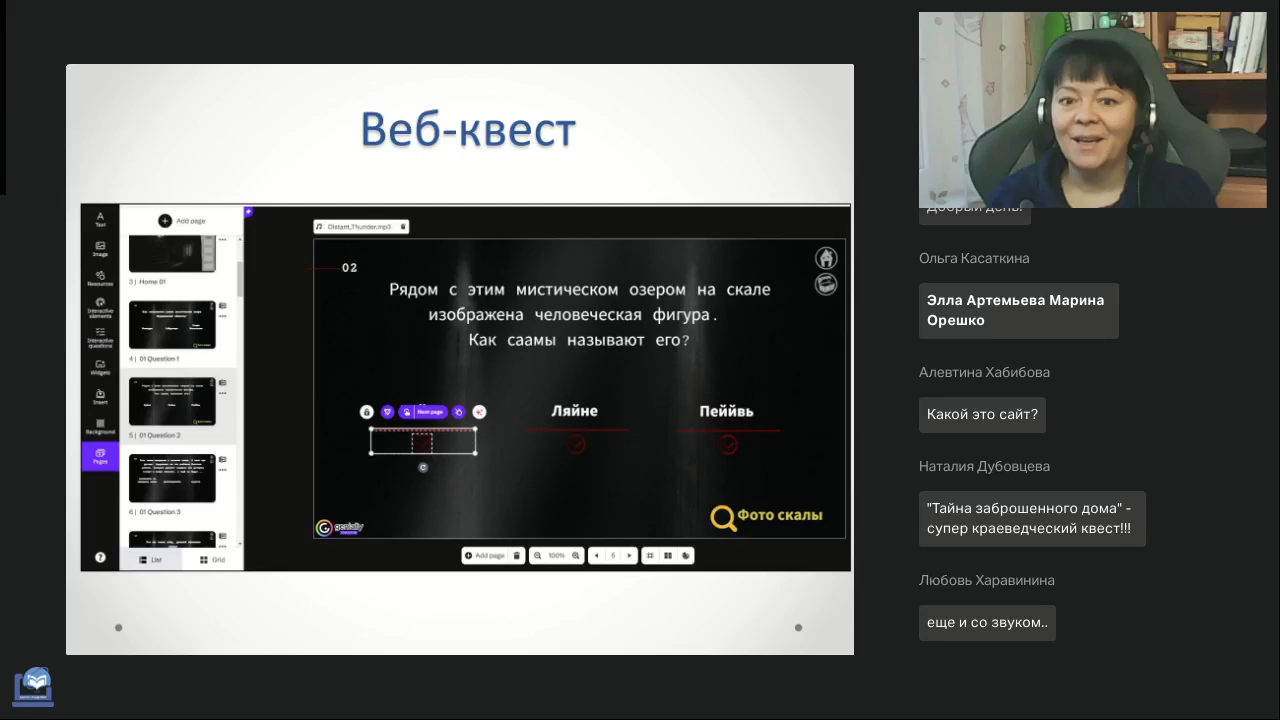 Веб-квест
Text
Image
Resources
Interactive
elements
Interactive
questions
Widgets
Insert
Background
Pages
Add page
3 | Home 01
4 | 01 Question 1
5 | 01 Question 2
6 | 01 Question 3
List
Grid
Distant_Thunder.mp3
02
Рядом с этим мистическом озером на скале
изображена человеческая фигура.
Как саамы называют его?
Next page
Ляйне
Пеййвь
Фото скалы
genially
Add page
100%
Добрый день!
Ольга Касаткина
Элла Артемьева Марина
Орешко
Алевтина Хабибова
Какой это сайт?
Наталия Дубовцева
"Тайна заброшенного дома" -
супер краеведческий квест!!!
Любовь Харавинина
еще и со звуком..